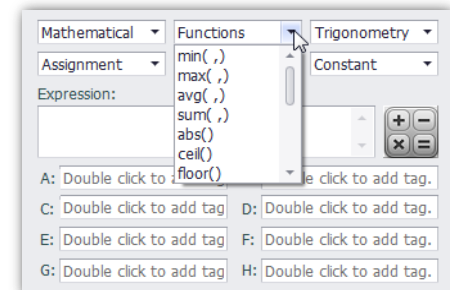 Mathematical Functions Trigonometry
Assignment min( ,) Constant
max( ,)
Expression: avg( ,)
sum( ,)
abs()
ceil()
floor()
A: Double click to a add tag.
C: Double click to add tag D: Double click to add tag.
E: Double click to add tag F: Double click to add tag.
G: Double click to add tag H: Double click to add tag.